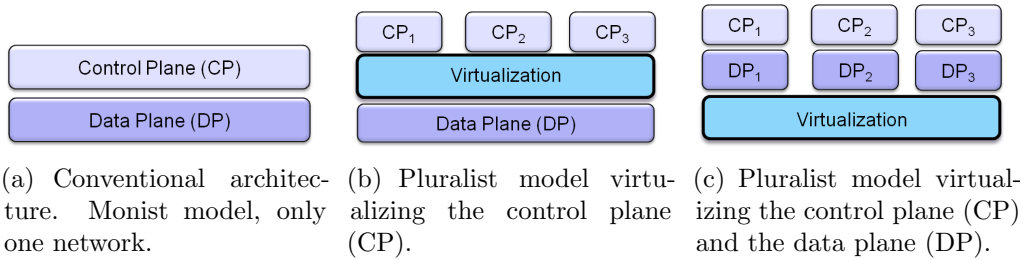 Control Plane (CP)
Data Plane (DP)
(a) Conventional architec-
ture. Monist model, only
one network.
CP1 CP2 CP3
Virtualization
Data Plane (DP)
(b) Pluralist model virtu-
alizing the control plane
(CP).
CP1 CP2 CP3
DP1 DP2 DP3
Virtualization
(c) Pluralist model virtual-
izing the control plane (CP)
and the data plane (DP).